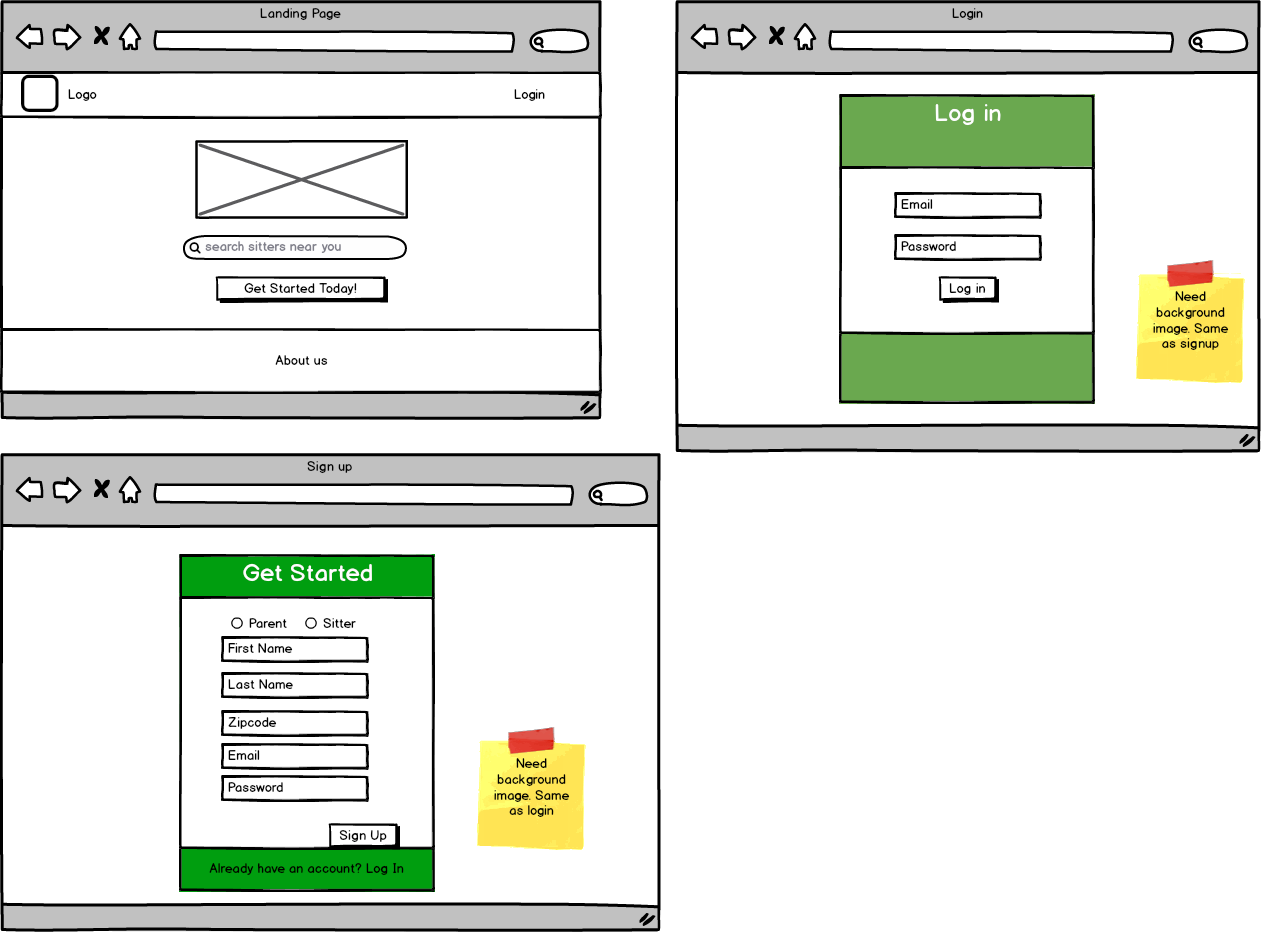 Landing Page
Logo
Login
search sitters near you
Get Started Today!
About us
Login
Log in
Email
Password
Log in
Need
background
image. Same
as signup
Sign up
Get Started
Parent
Sitter
First Name
Last Name
Zipcode
Email
Password
Sign Up
Already have an account? Log In
Need
background
image. Same
as login